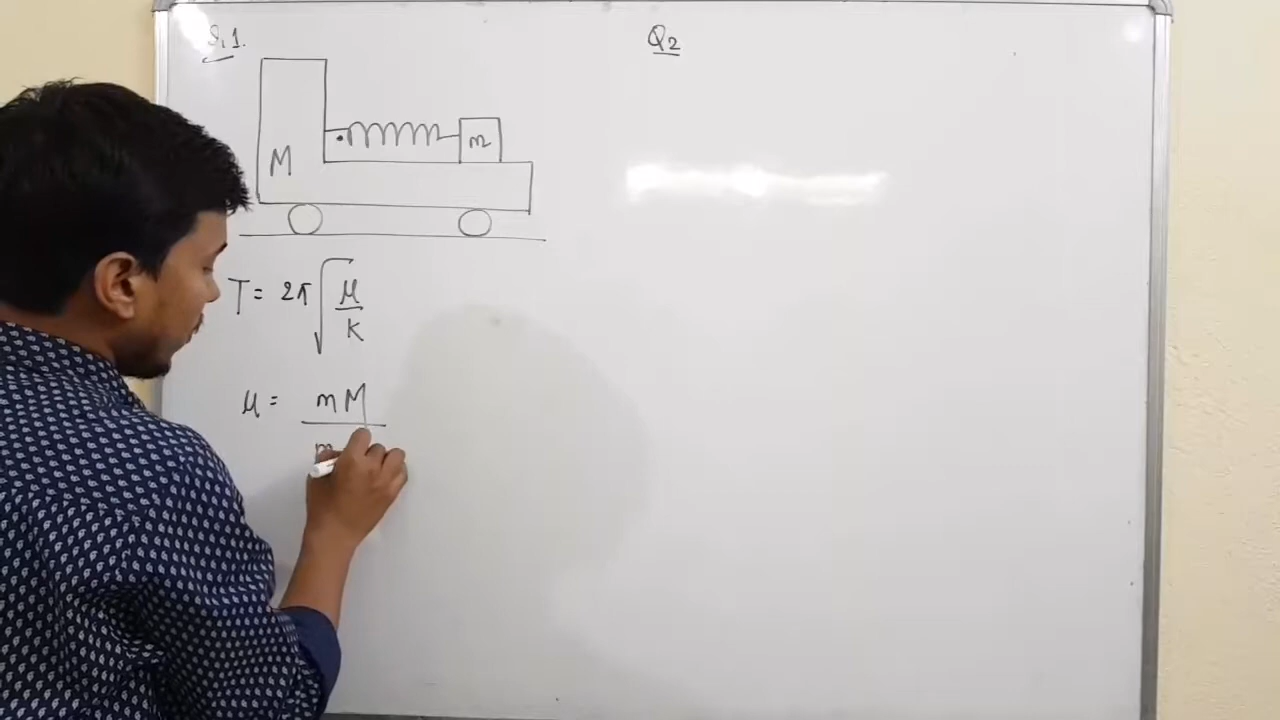 Q.1.
Q2
M
m
T = 2π√(μ/K)
μ = mM
m